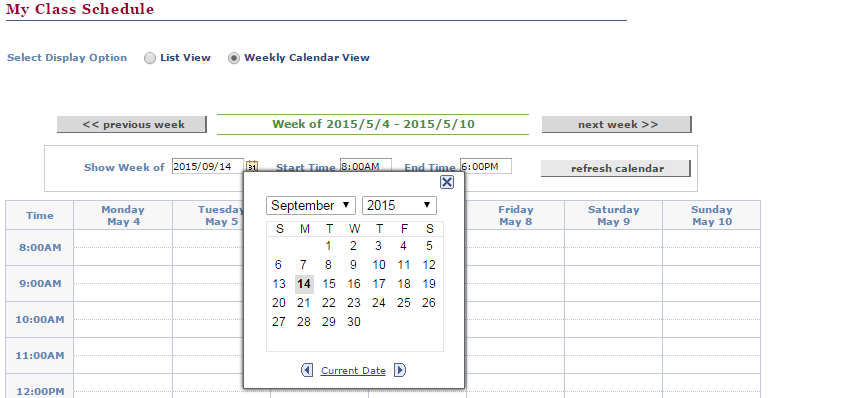 My Class Schedule
Select Display Option List View Weekly Calendar View
<< previous week Week of 2015/5/4 - 2015/5/10 next week >>
Show Week of 2015/09/14 31 Start Time 8:00AM End Time 6:00PM refresh calendar
September 2015
S M T W T F S
1 2 3 4 5
6 7 8 9 10 11 12
13 14 15 16 17 18 19
20 21 22 23 24 25 26
27 28 29 30
Current Date
Time Monday Tuesday Friday Saturday Sunday
May 4 May 5 May 8 May 9 May 10
8:00AM
9:00AM
10:00AM
11:00AM
12:00PM